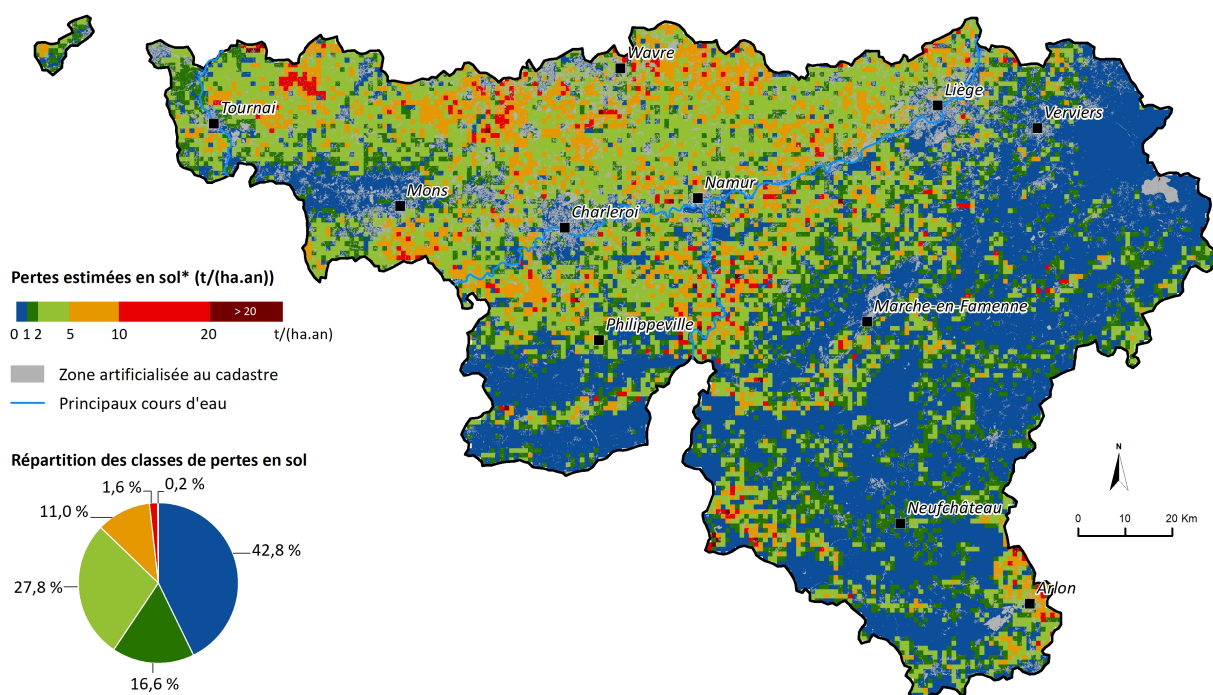 Wavre
Liège
Tournai
Verviers
Mons
Namur
Charleroi
Pertes estimées en sol* (t/(ha.an))
> 20
0 1 2 5 10 20 t/(ha.an)
Marche-en-Famenne
Philippeville
Zone artificialisée au cadastre
Principaux cours d'eau
Répartition des classes de pertes en sol
1,6 % 0,2 %
11,0 %
42,8 %
27,8 %
16,6 %
N
Neufchâteau
0 10 20 Km
Arlon